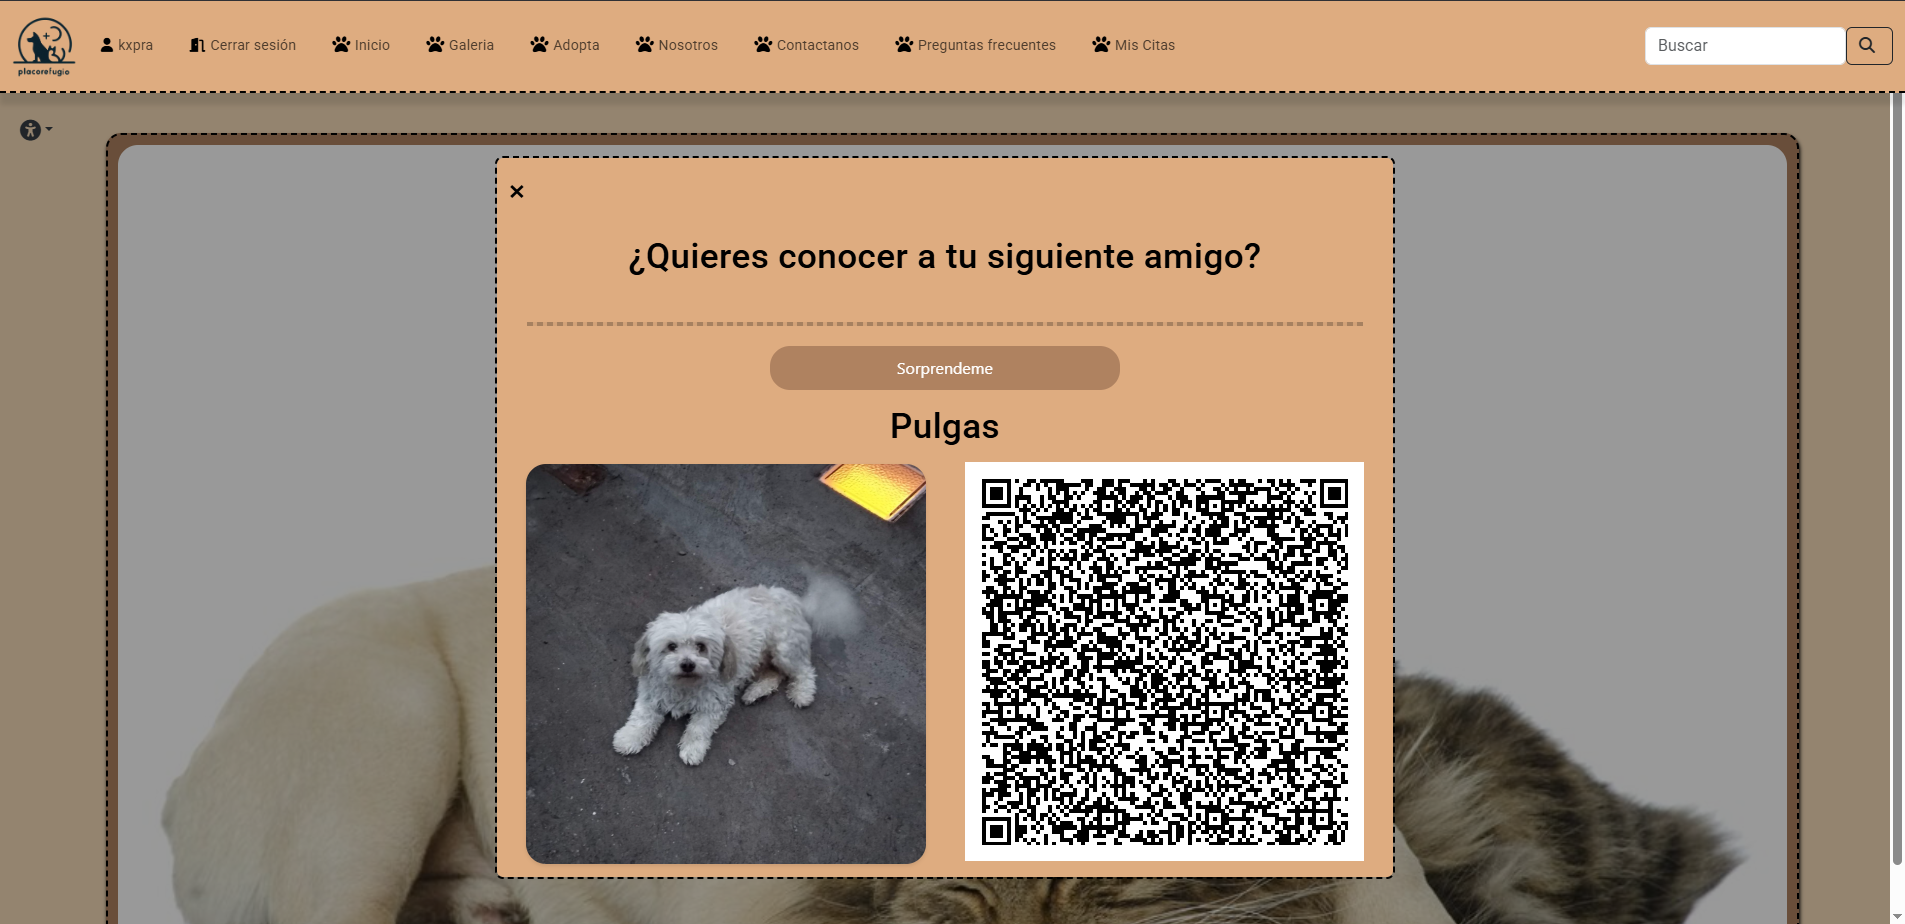 placorefugio
kxpra
Cerrar sesión
Inicio
Galeria
Adopta
Nosotros
Contactanos
Preguntas frecuentes
Mis Citas
Buscar
¿Quieres conocer a tu siguiente amigo?
Sorprendeme
Pulgas